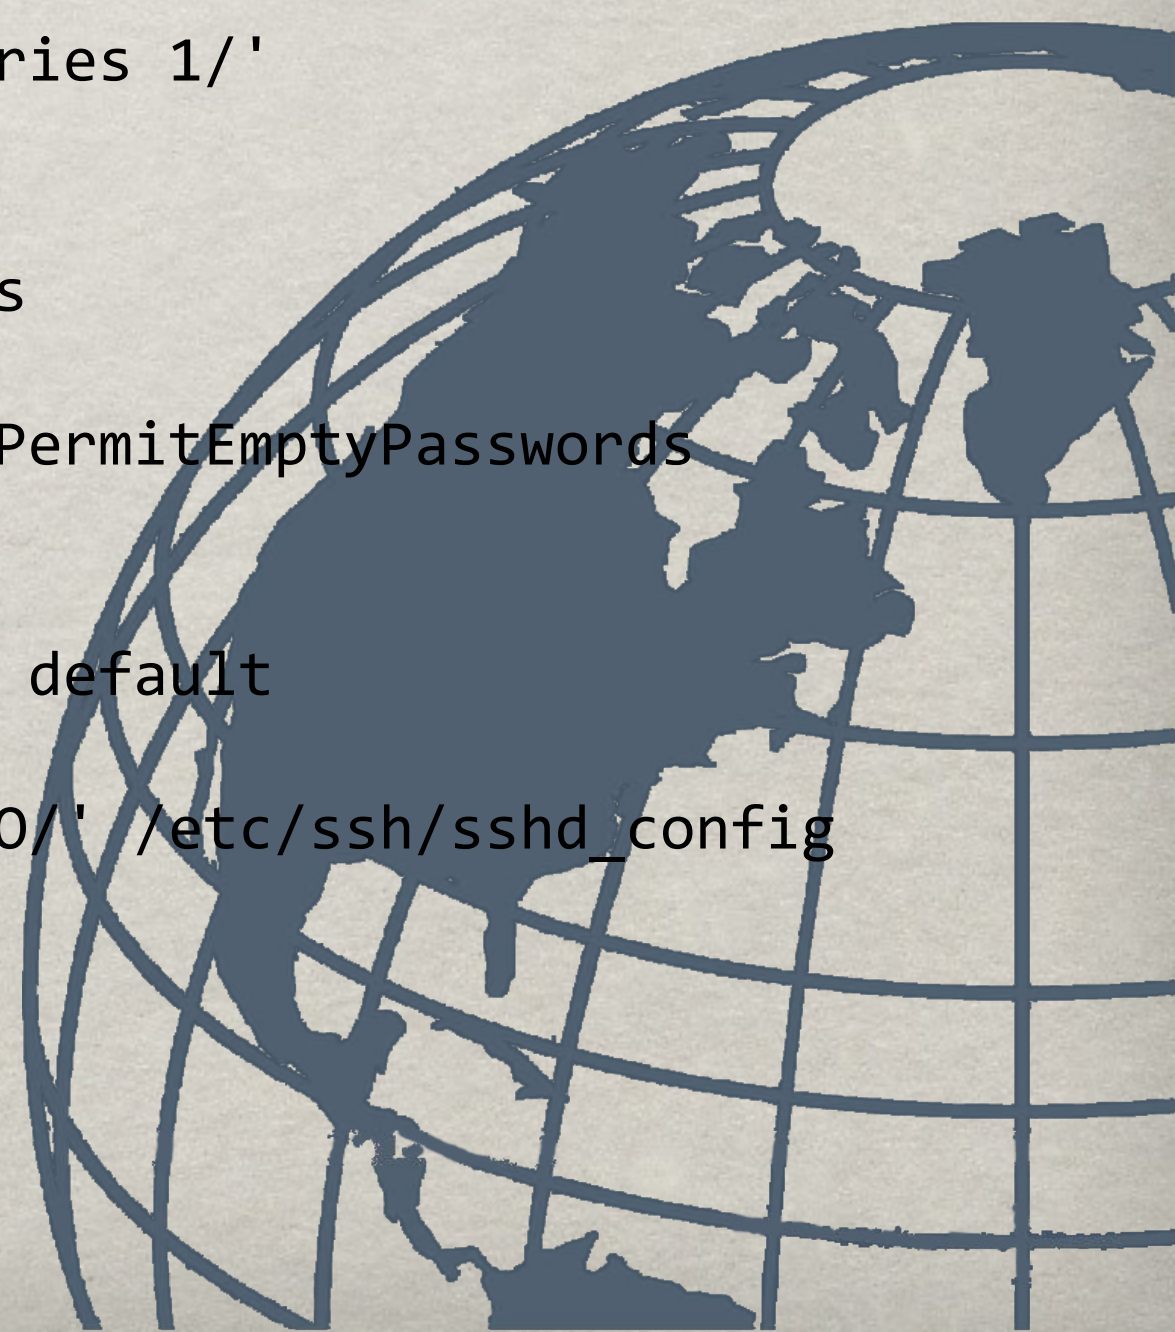 ries 1/'
s
PermitEmptyPasswords
default
O/' /etc/ssh/sshd_config